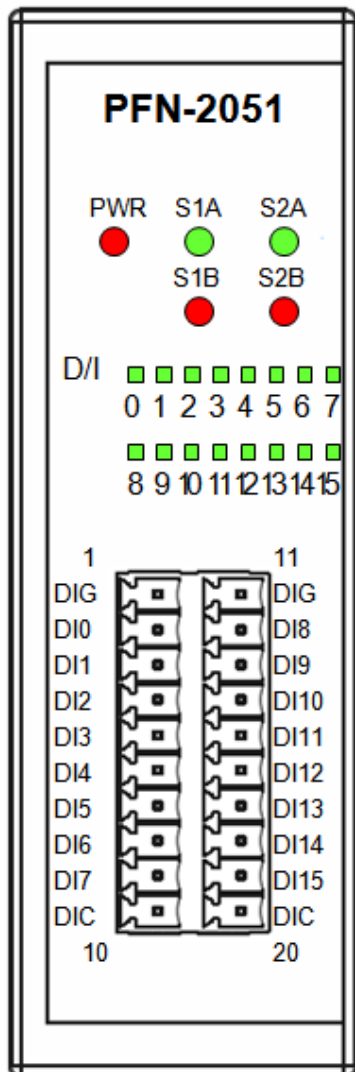 PFN-2051
PWR S1A S2A
S1B S2B
D/I
0 1 2 3 4 5 6 7
8 9 10 11 12 13 14 15
1 11
DIG DIG
DI0 DI8
DI1 DI9
DI2 DI10
DI3 DI11
DI4 DI12
DI5 DI13
DI6 DI14
DI7 DI15
DIC DIC
10 20